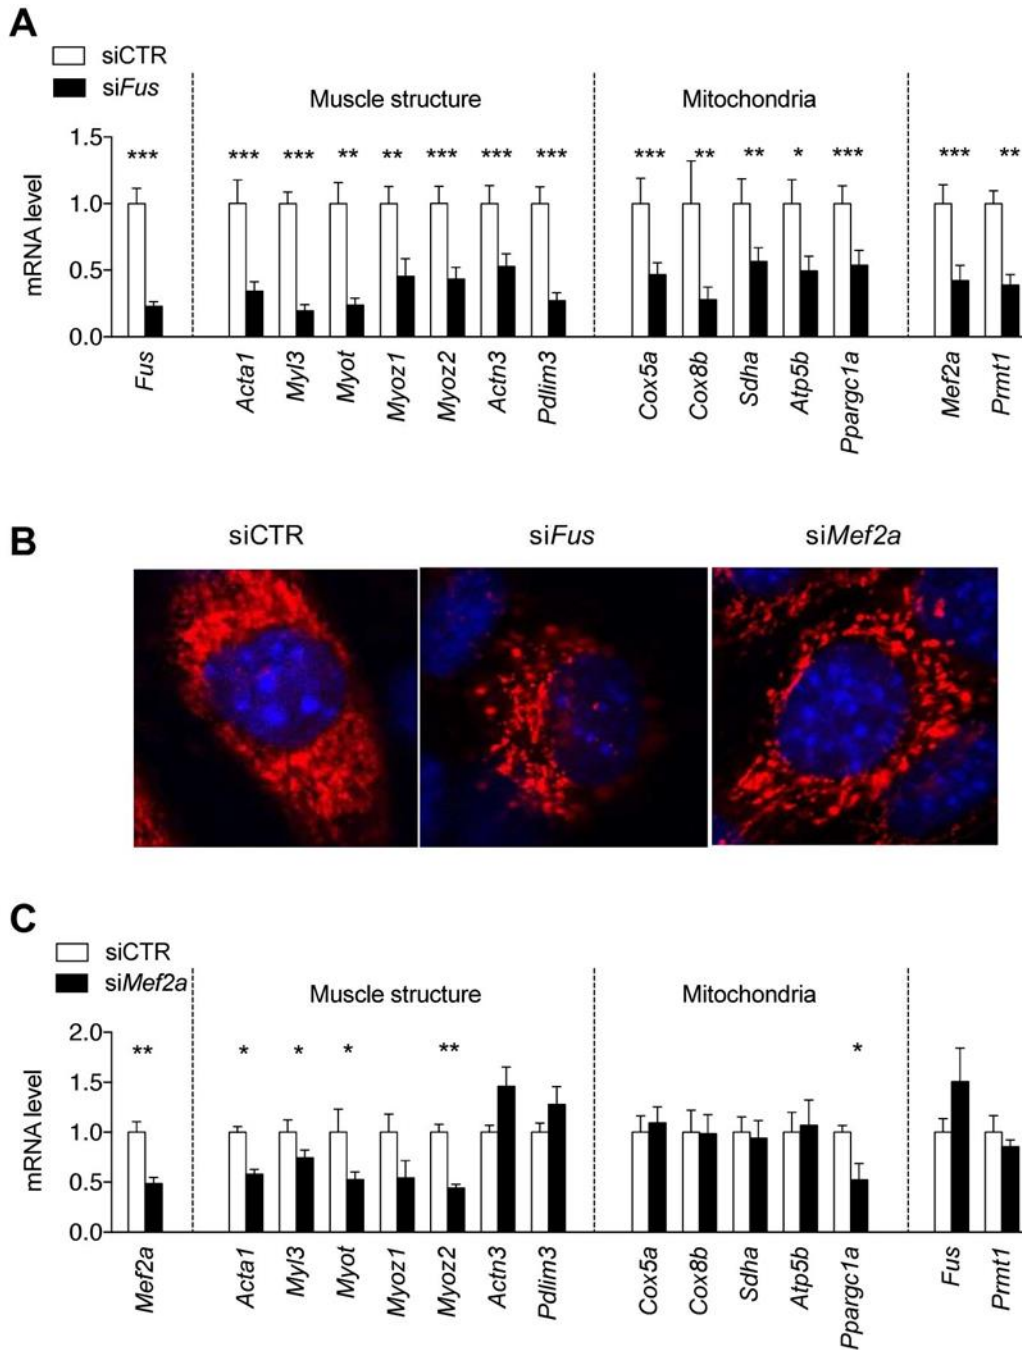 A
siCTR
siFus
Muscle structure
Mitochondria
*** *** *** ** ** *** *** *** *** ** ** * *** *** **
mRNA level
1.5
1.0
0.5
0.0
Fus Acta1 Myl3 Myot Myoz1 Myoz2 Actn3 Pdlim3 Cox5a Cox8b Sdha Atp5b Ppargc1a Mef2a Prmt1
B
siCTR siFus siMef2a
C
siCTR
siMef2a
Muscle structure
Mitochondria
** * * * ** *
mRNA level
2.0
1.5
1.0
0.5
0.0
Mef2a Acta1 Myl3 Myot Myoz1 Myoz2 Actn3 Pdlim3 Cox5a Cox8b Sdha Atp5b Ppargc1a Fus Prmt1